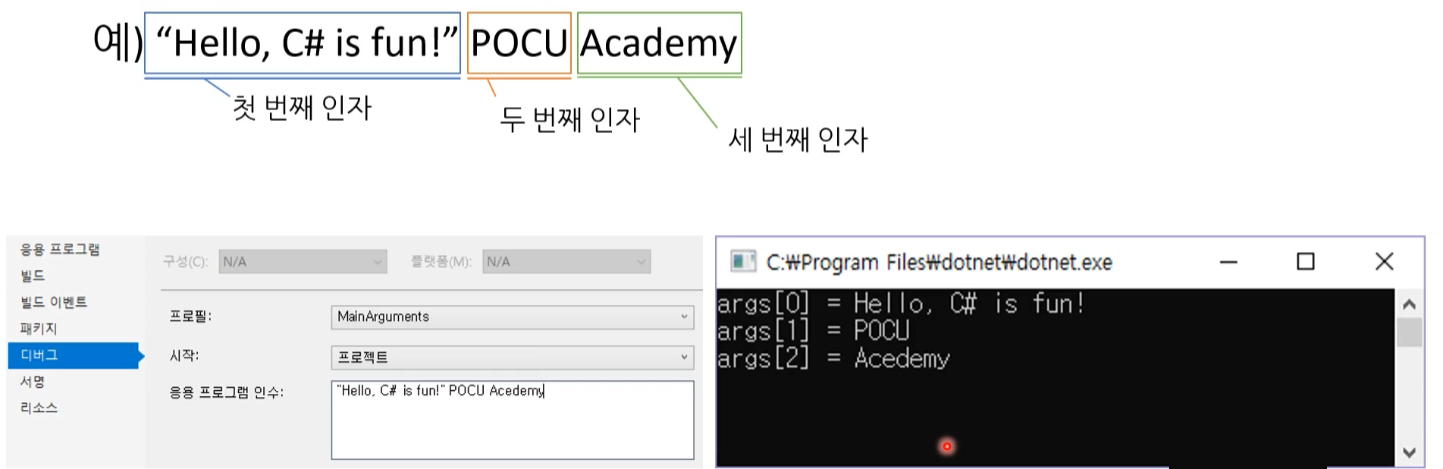 예) “Hello, C# is fun!” POCU Academy
첫 번째 인자
두 번째 인자
세 번째 인자
응용 프로그램
빌드
빌드 이벤트
패키지
디버그
서명
리소스
구성(C): N/A 플랫폼(M): N/A
프로필: MainArguments
시작: 프로젝트
응용 프로그램 인수: "Hello, C# is fun!" POCU Acedemy
C:₩Program Files₩dotnet₩dotnet.exe
args[0] = Hello, C# is fun!
args[1] = POCU
args[2] = Acedemy